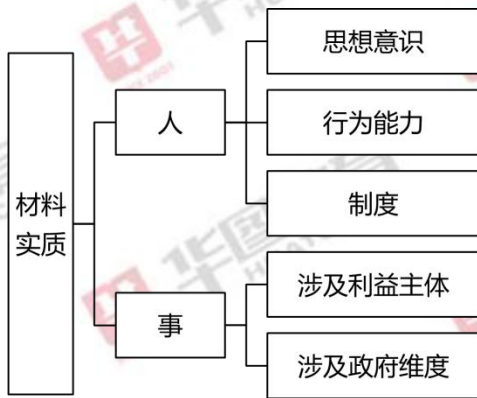 思想意识
人
行为能力
材料
实质
制度
涉及利益主体
事
涉及政府维度